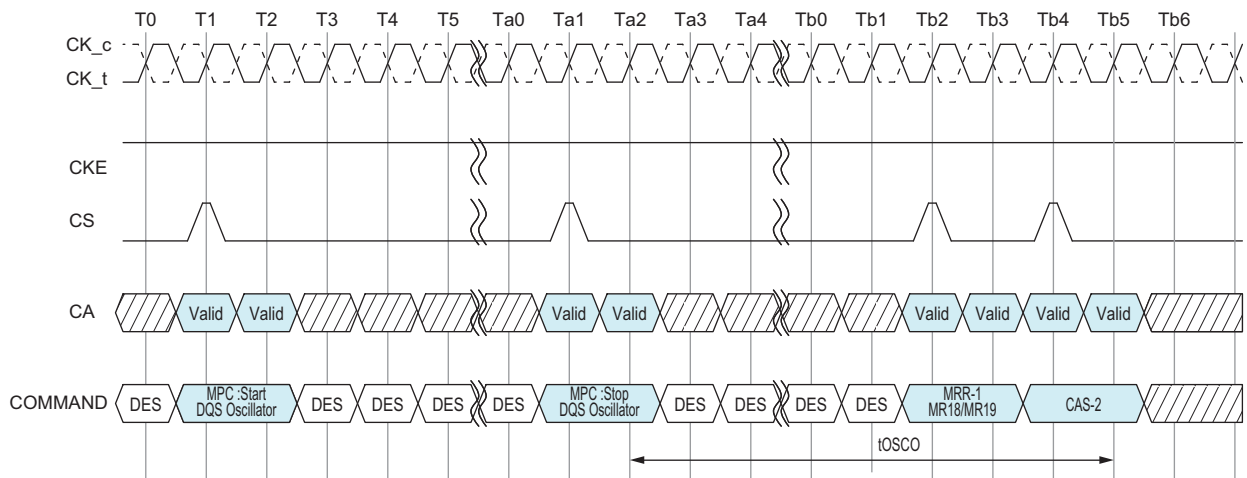 T0 T1 T2 T3 T4 T5 Ta0 Ta1 Ta2 Ta3 Ta4 Tb0 Tb1 Tb2 Tb3 Tb4 Tb5 Tb6
CK_c
CK_t
CKE
CS
CA Valid Valid Valid Valid Valid Valid Valid Valid
COMMAND DES MPC :Start DES DES DES DES MPC :Stop DES DES DES DES MRR-1 CAS-2
DQS Oscillator DQS Oscillator MR18/MR19
tOSCO